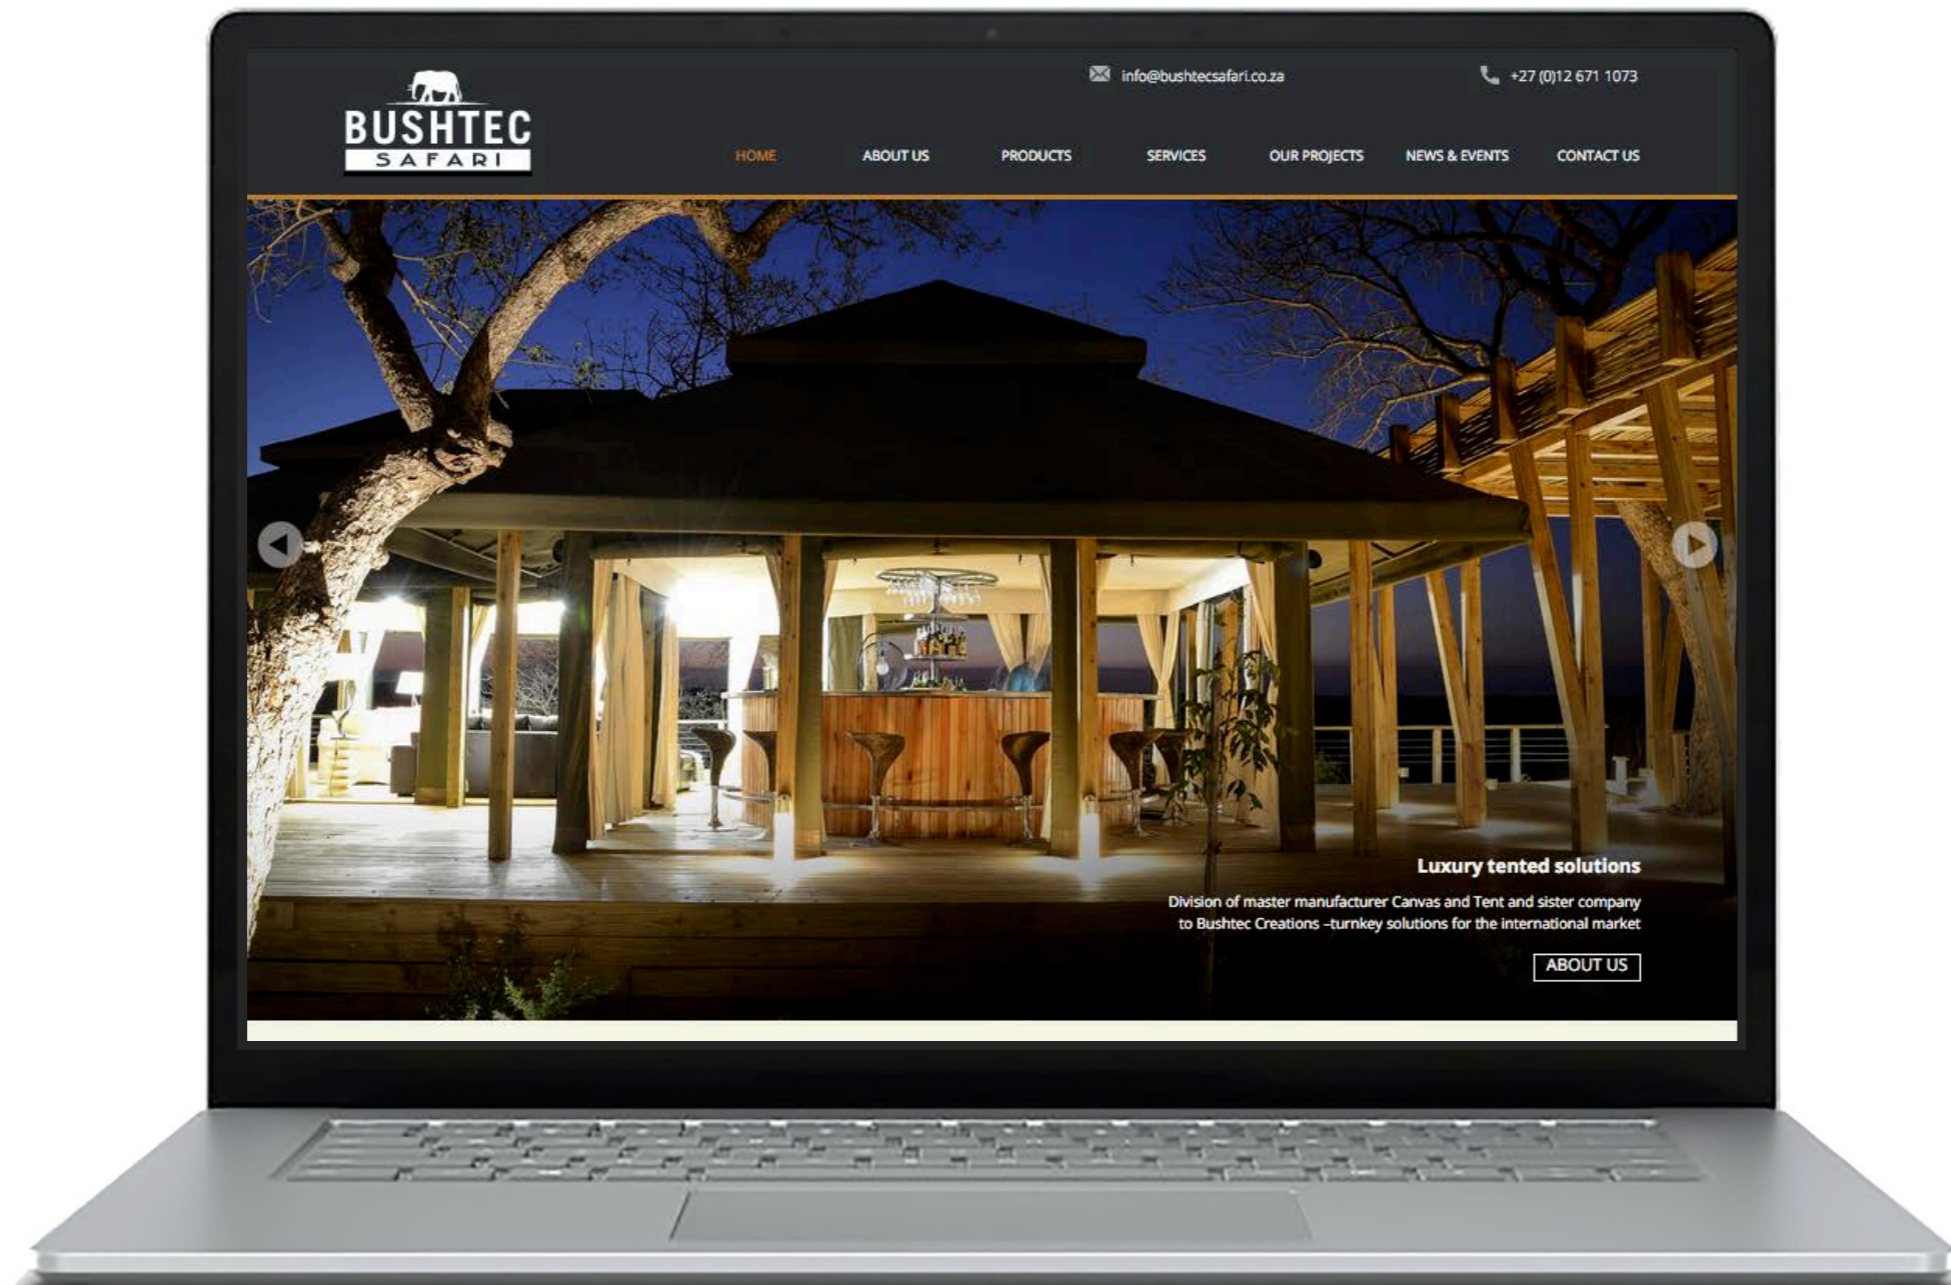 BUSHTEC
SAFARI
info@bushtecsafari.co.za
+27 (0)12 671 1073
HOME
ABOUT US
PRODUCTS
SERVICES
OUR PROJECTS
NEWS & EVENTS
CONTACT US
Luxury tented solutions
Division of master manufacturer Canvas and Tent and sister company
to Bushtec Creations –turnkey solutions for the international market
ABOUT US